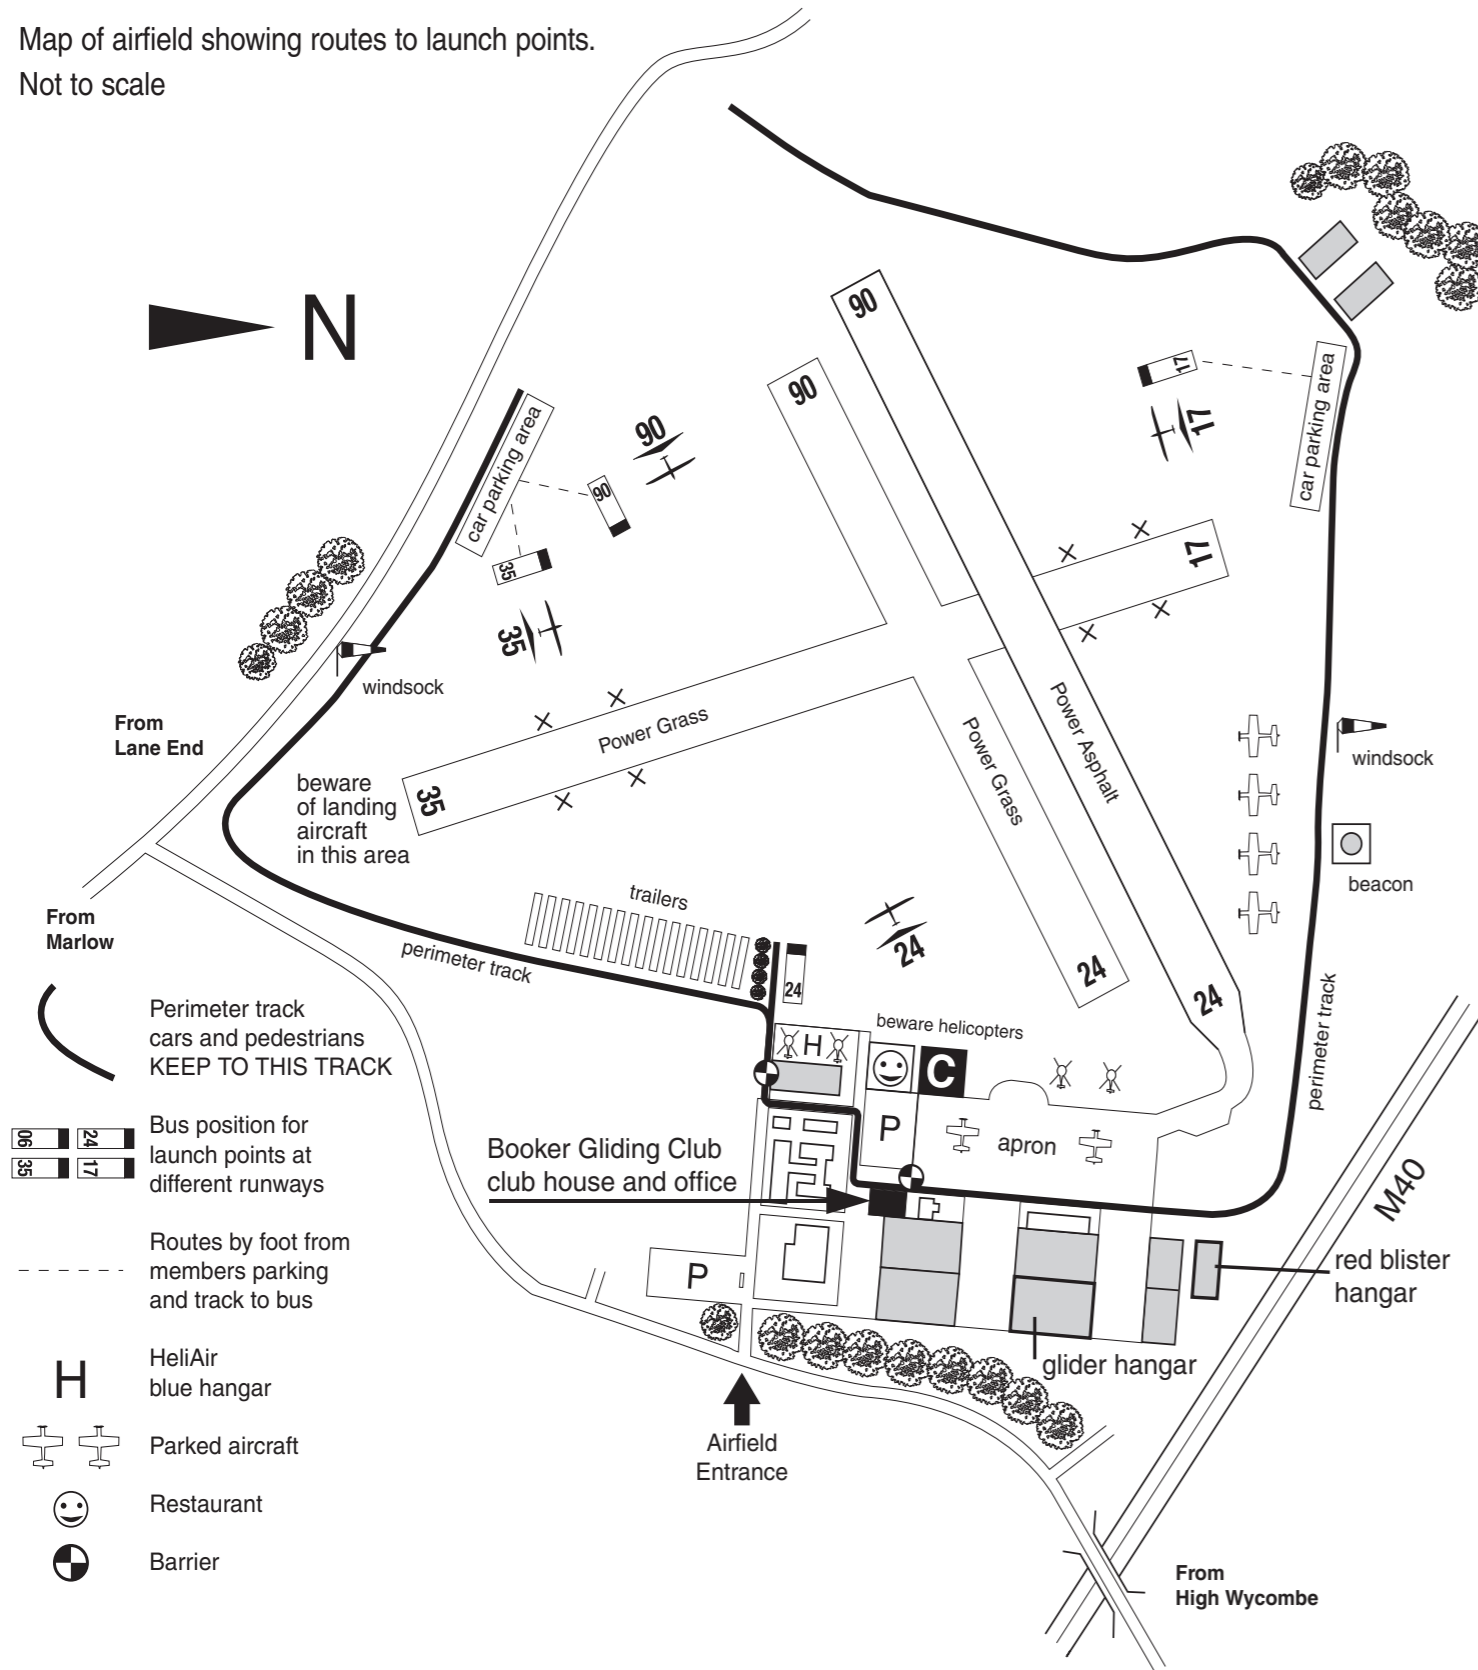 Map of airfield showing routes to launch points.
Not to scale
N
06
06
17
17
car parking area
car parking area
06
06
35
35
17
windsock
From
Lane End
Power Grass
Power Grass
Power Asphalt
windsock
beware
of landing
aircraft
in this area
35
beacon
trailers
From
Marlow
perimeter track
24
24
24
24
perimeter track
beware helicopters
Perimeter track
cars and pedestrians
KEEP TO THIS TRACK
H
C
P
apron
06
24
35
17
Bus position for
launch points at
different runways
Booker Gliding Club
club house and office
M40
Routes by foot from
members parking
and track to bus
P
red blister
hangar
H
HeliAir
blue hangar
glider hangar
Airfield
Entrance
Parked aircraft
Restaurant
Barrier
From
High Wycombe